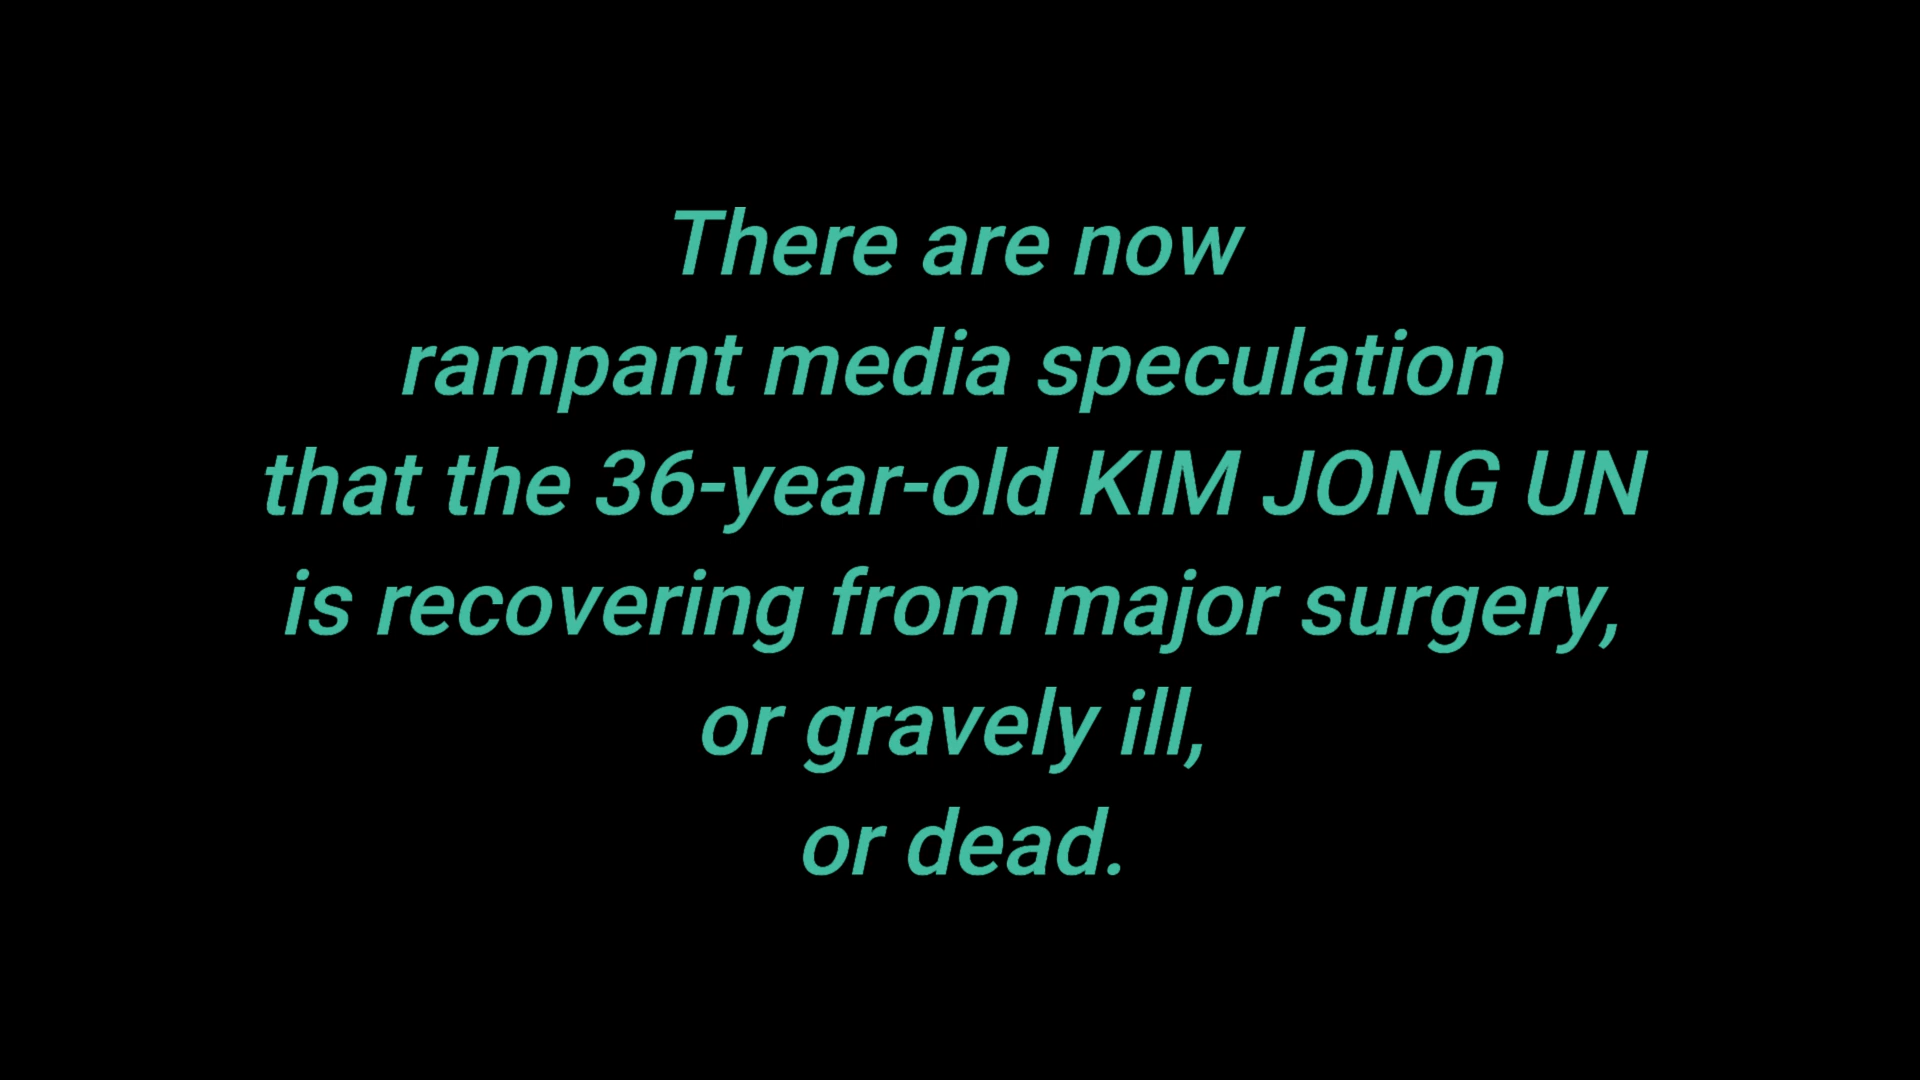 There are now
rampant media speculation
that the 36-year-old KIM JONG UN
is recovering from major surgery,
or gravely ill,
or dead.